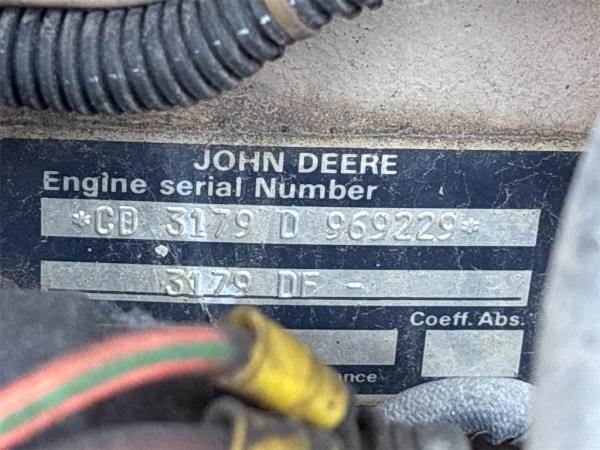 JOHN DEERE
Engine serial Number
*CD 3179 D 969229*
3179 DF -
Coeff. Abs.